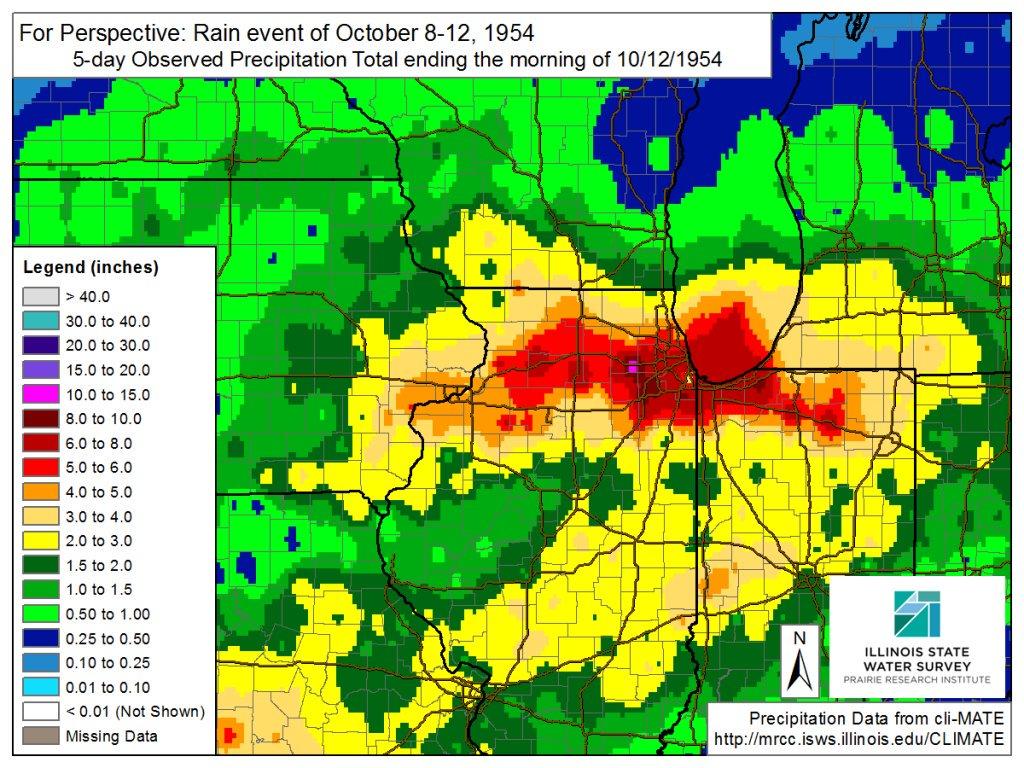 For Perspective: Rain event of October 8-12, 1954
5-day Observed Precipitation Total ending the morning of 10/12/1954
Legend (inches)
> 40.0
30.0 to 40.0
20.0 to 30.0
15.0 to 20.0
10.0 to 15.0
8.0 to 10.0
6.0 to 8.0
5.0 to 6.0
4.0 to 5.0
3.0 to 4.0
2.0 to 3.0
1.5 to 2.0
1.0 to 1.5
0.50 to 1.00
0.25 to 0.50
0.10 to 0.25
0.01 to 0.10
< 0.01 (Not Shown)
Missing Data
N
ILLINOIS STATE
WATER SURVEY
PRAIRIE RESEARCH INSTITUTE
Precipitation Data from cli-MATE
http://mrcc.isws.illinois.edu/CLIMATE